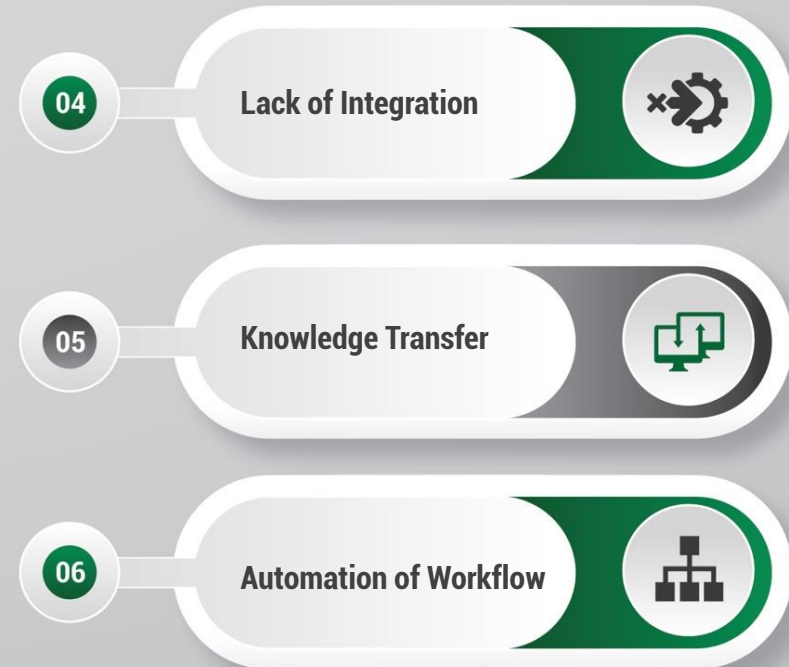 04
Lack of Integration
05
Knowledge Transfer
06
Automation of Workflow